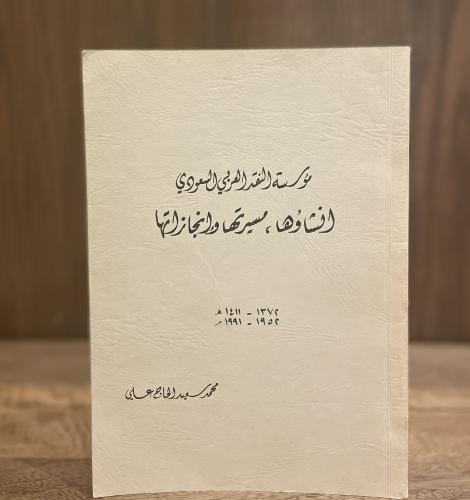 مؤسسة النقد العربي السعودي
انشاؤها، مسيرتها وانجازاتها
١٣٧٢ - ١٤١١ هـ
١٩٥٢ - ١٩٩١ م
محمد سعيد الحاج علي